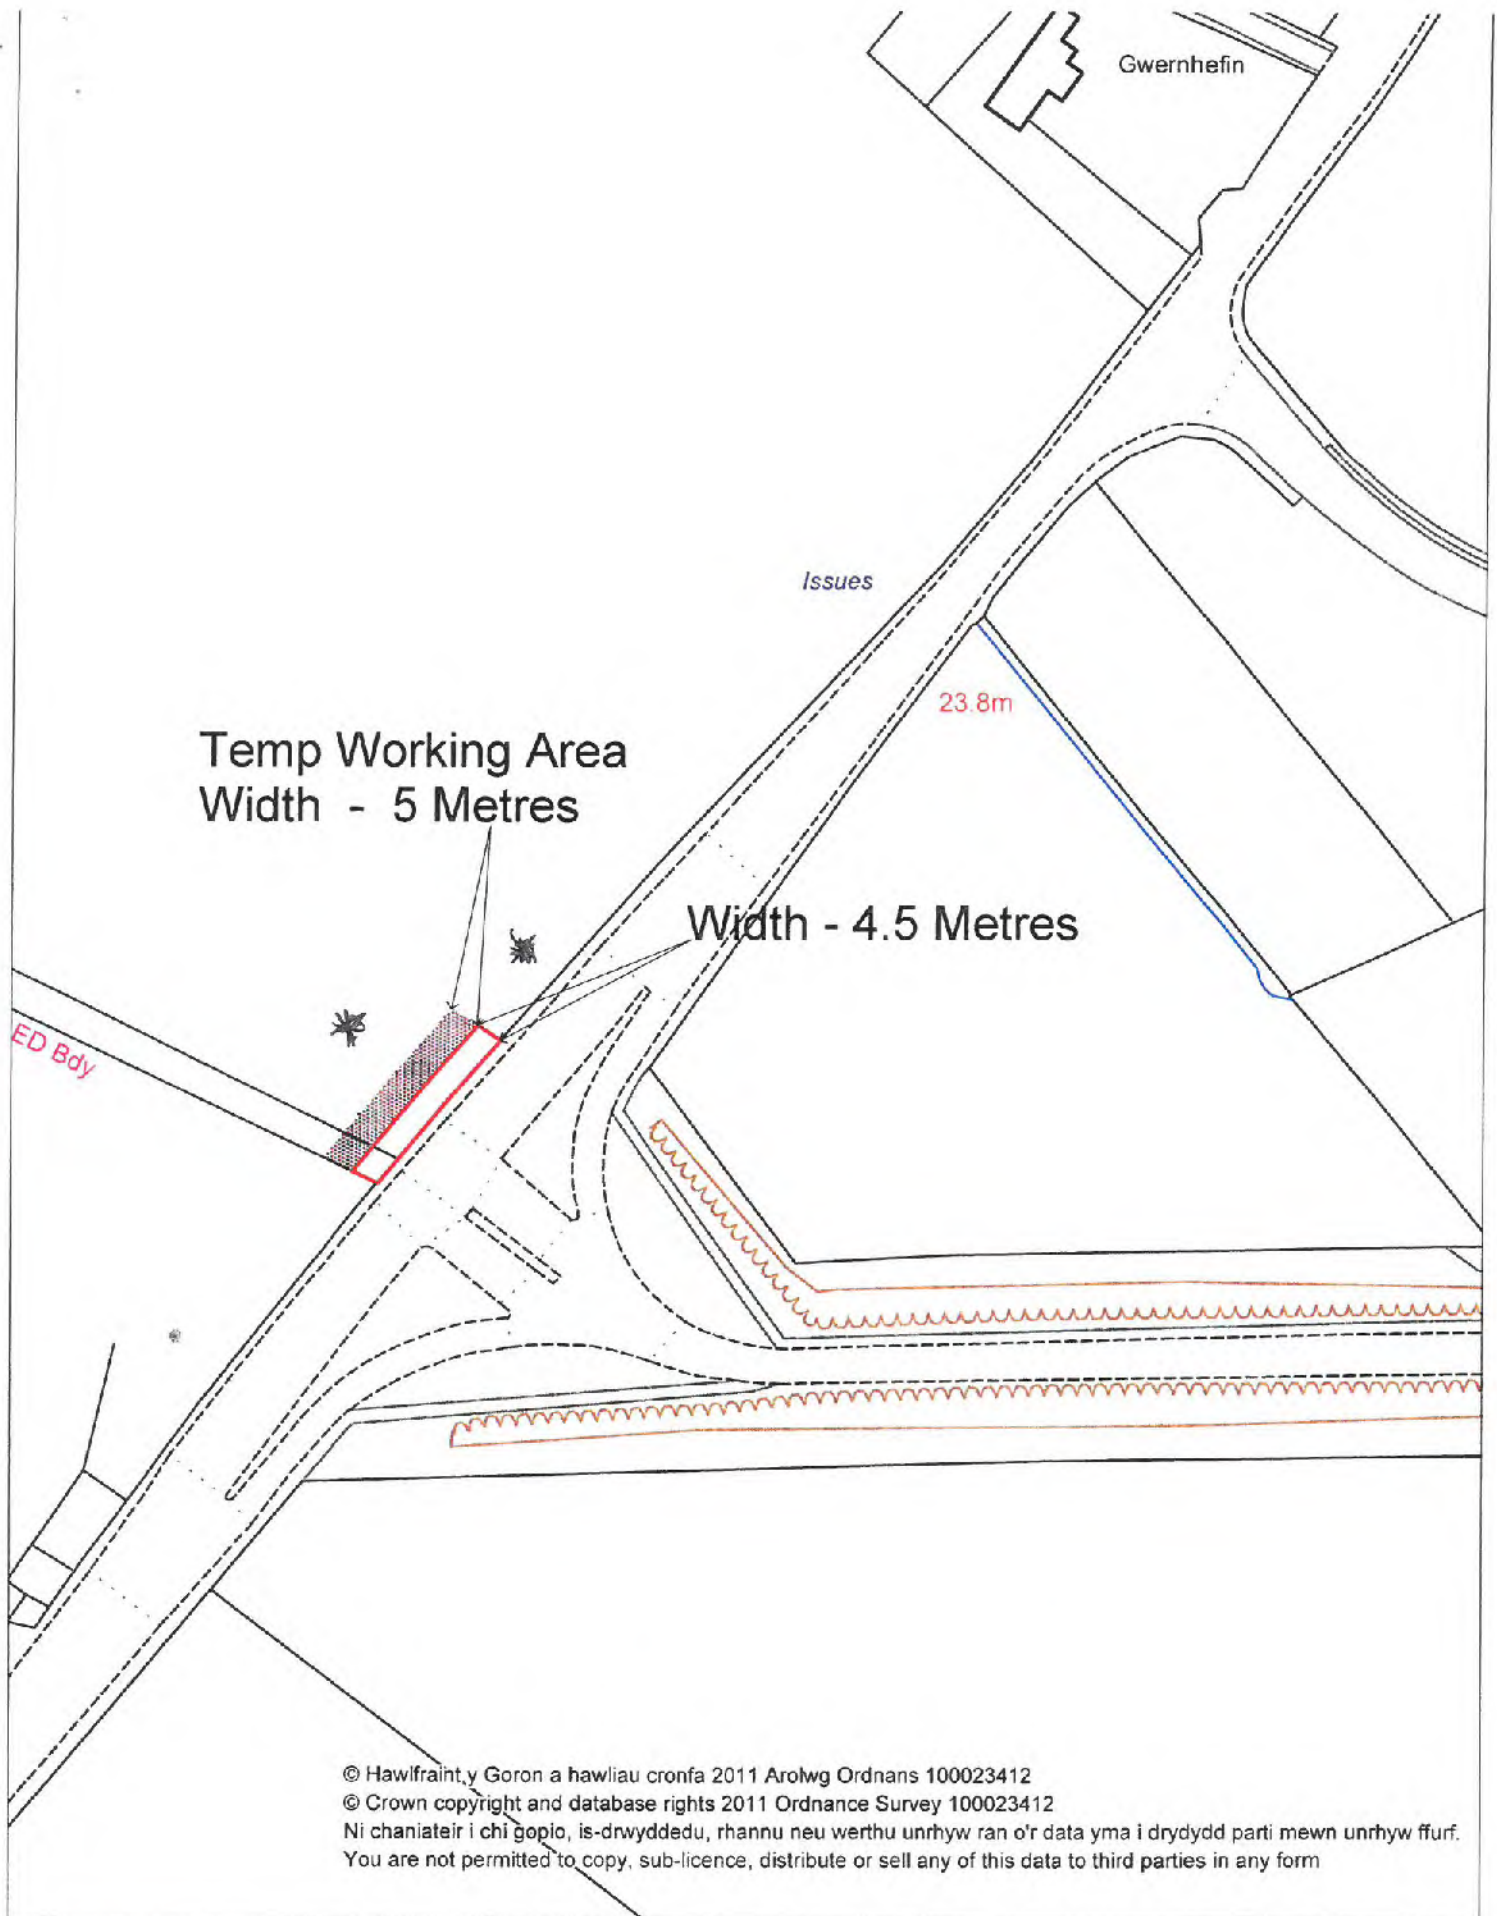 Gwernhefin
Issues
23.8m
Temp Working Area
Width - 5 Metres
Width - 4.5 Metres
ED Bdy
© Hawlfraint y Goron a hawliau cronfa 2011 Arolwg Ordnans 100023412
© Crown copyright and database rights 2011 Ordnance Survey 100023412
Ni chaniateir i chi gopio, is-drwyddedu, rhannu neu werthu unrhyw ran o'r data yma i drydydd parti mewn unrhyw ffurf.
You are not permitted to copy, sub-licence, distribute or sell any of this data to third parties in any form